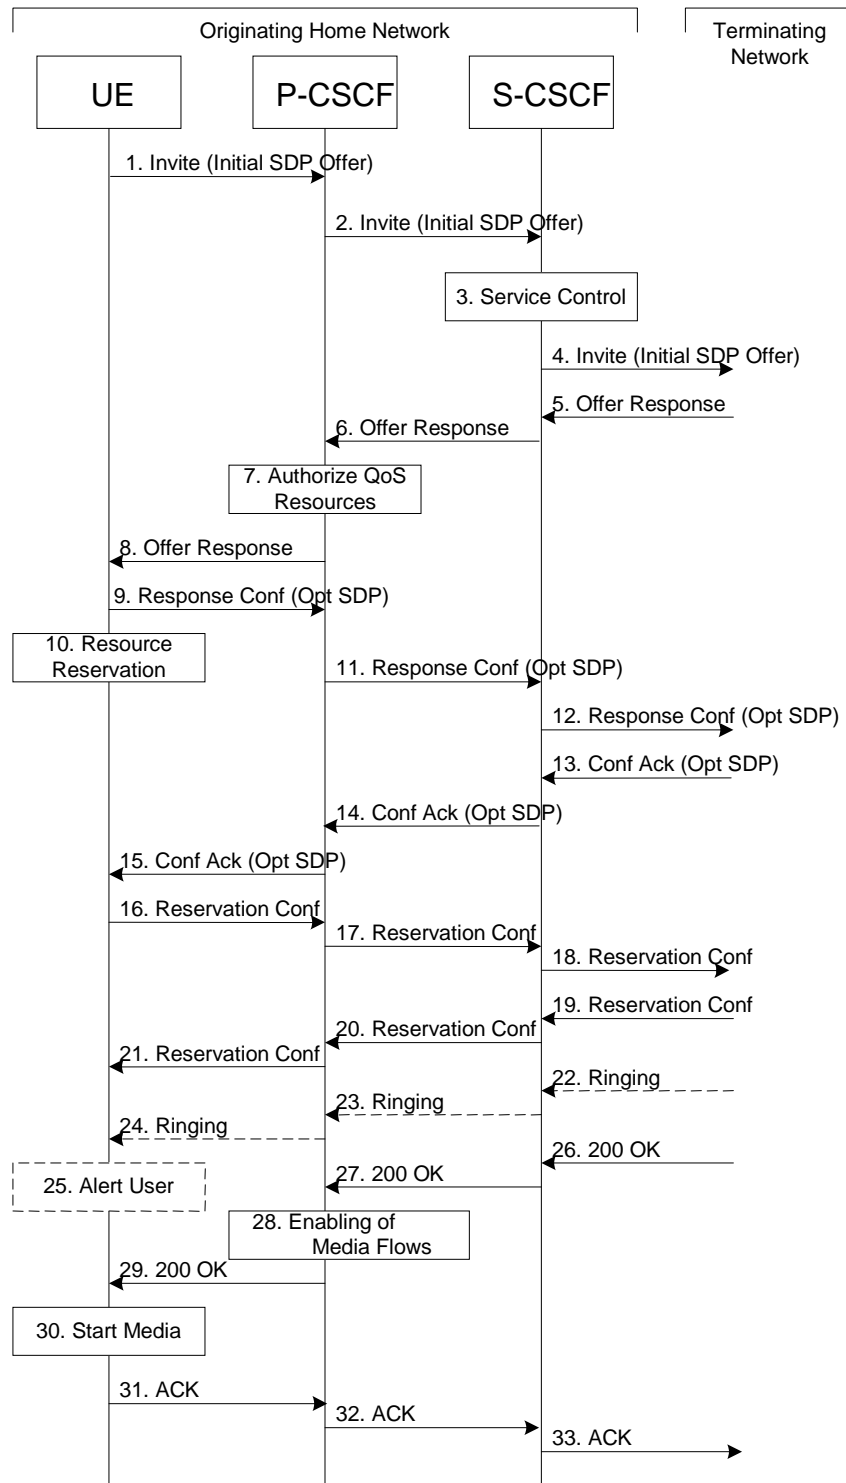 Originating Home Network
Terminating
Network
UE
P-CSCF
S-CSCF
1. Invite (Initial SDP Offer)
2. Invite (Initial SDP Offer)
3. Service Control
4. Invite (Initial SDP Offer)
5. Offer Response
6. Offer Response
7. Authorize QoS
Resources
8. Offer Response
9. Response Conf (Opt SDP)
10. Resource
Reservation
11. Response Conf (Opt SDP)
12. Response Conf (Opt SDP)
13. Conf Ack (Opt SDP)
14. Conf Ack (Opt SDP)
15. Conf Ack (Opt SDP)
16. Reservation Conf
17. Reservation Conf
18. Reservation Conf
19. Reservation Conf
20. Reservation Conf
21. Reservation Conf
22. Ringing
23. Ringing
24. Ringing
25. Alert User
26. 200 OK
27. 200 OK
28. Enabling of
Media Flows
29. 200 OK
30. Start Media
31. ACK
32. ACK
33. ACK